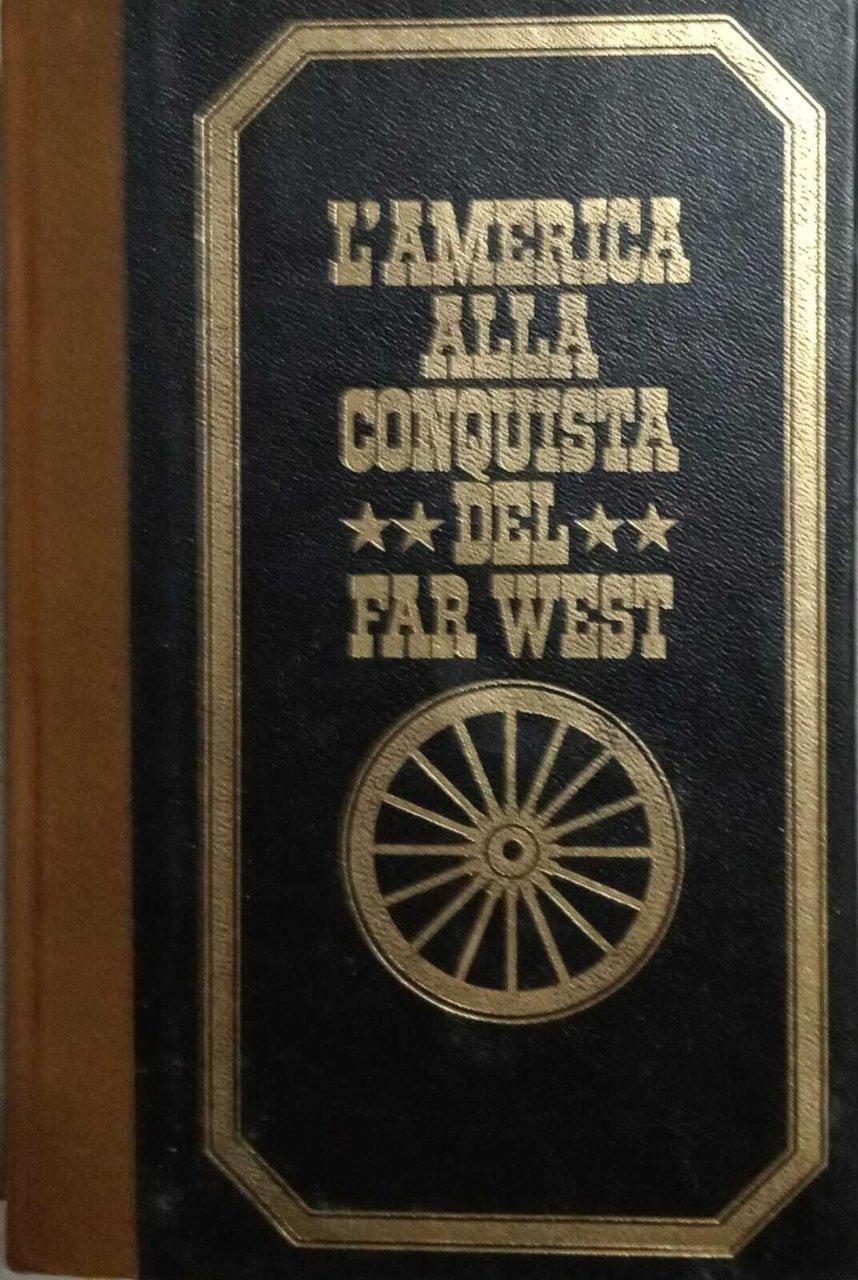 L'AMERICA
ALLA
CONQUISTA
DEL
FAR WEST